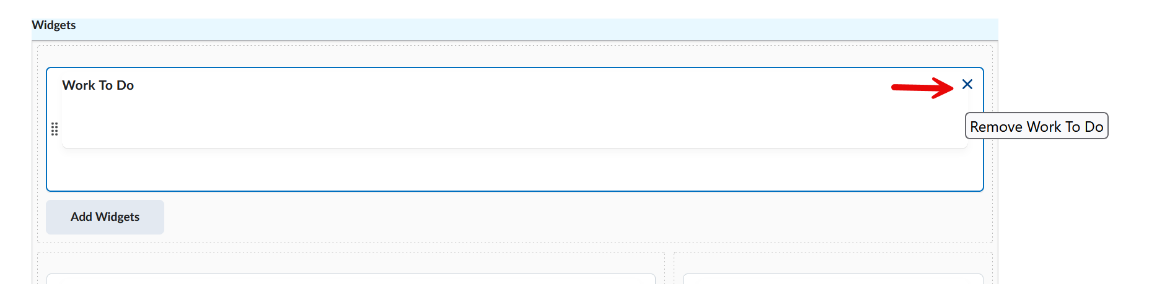 Widgets
Work To Do
Remove Work To Do
Add Widgets